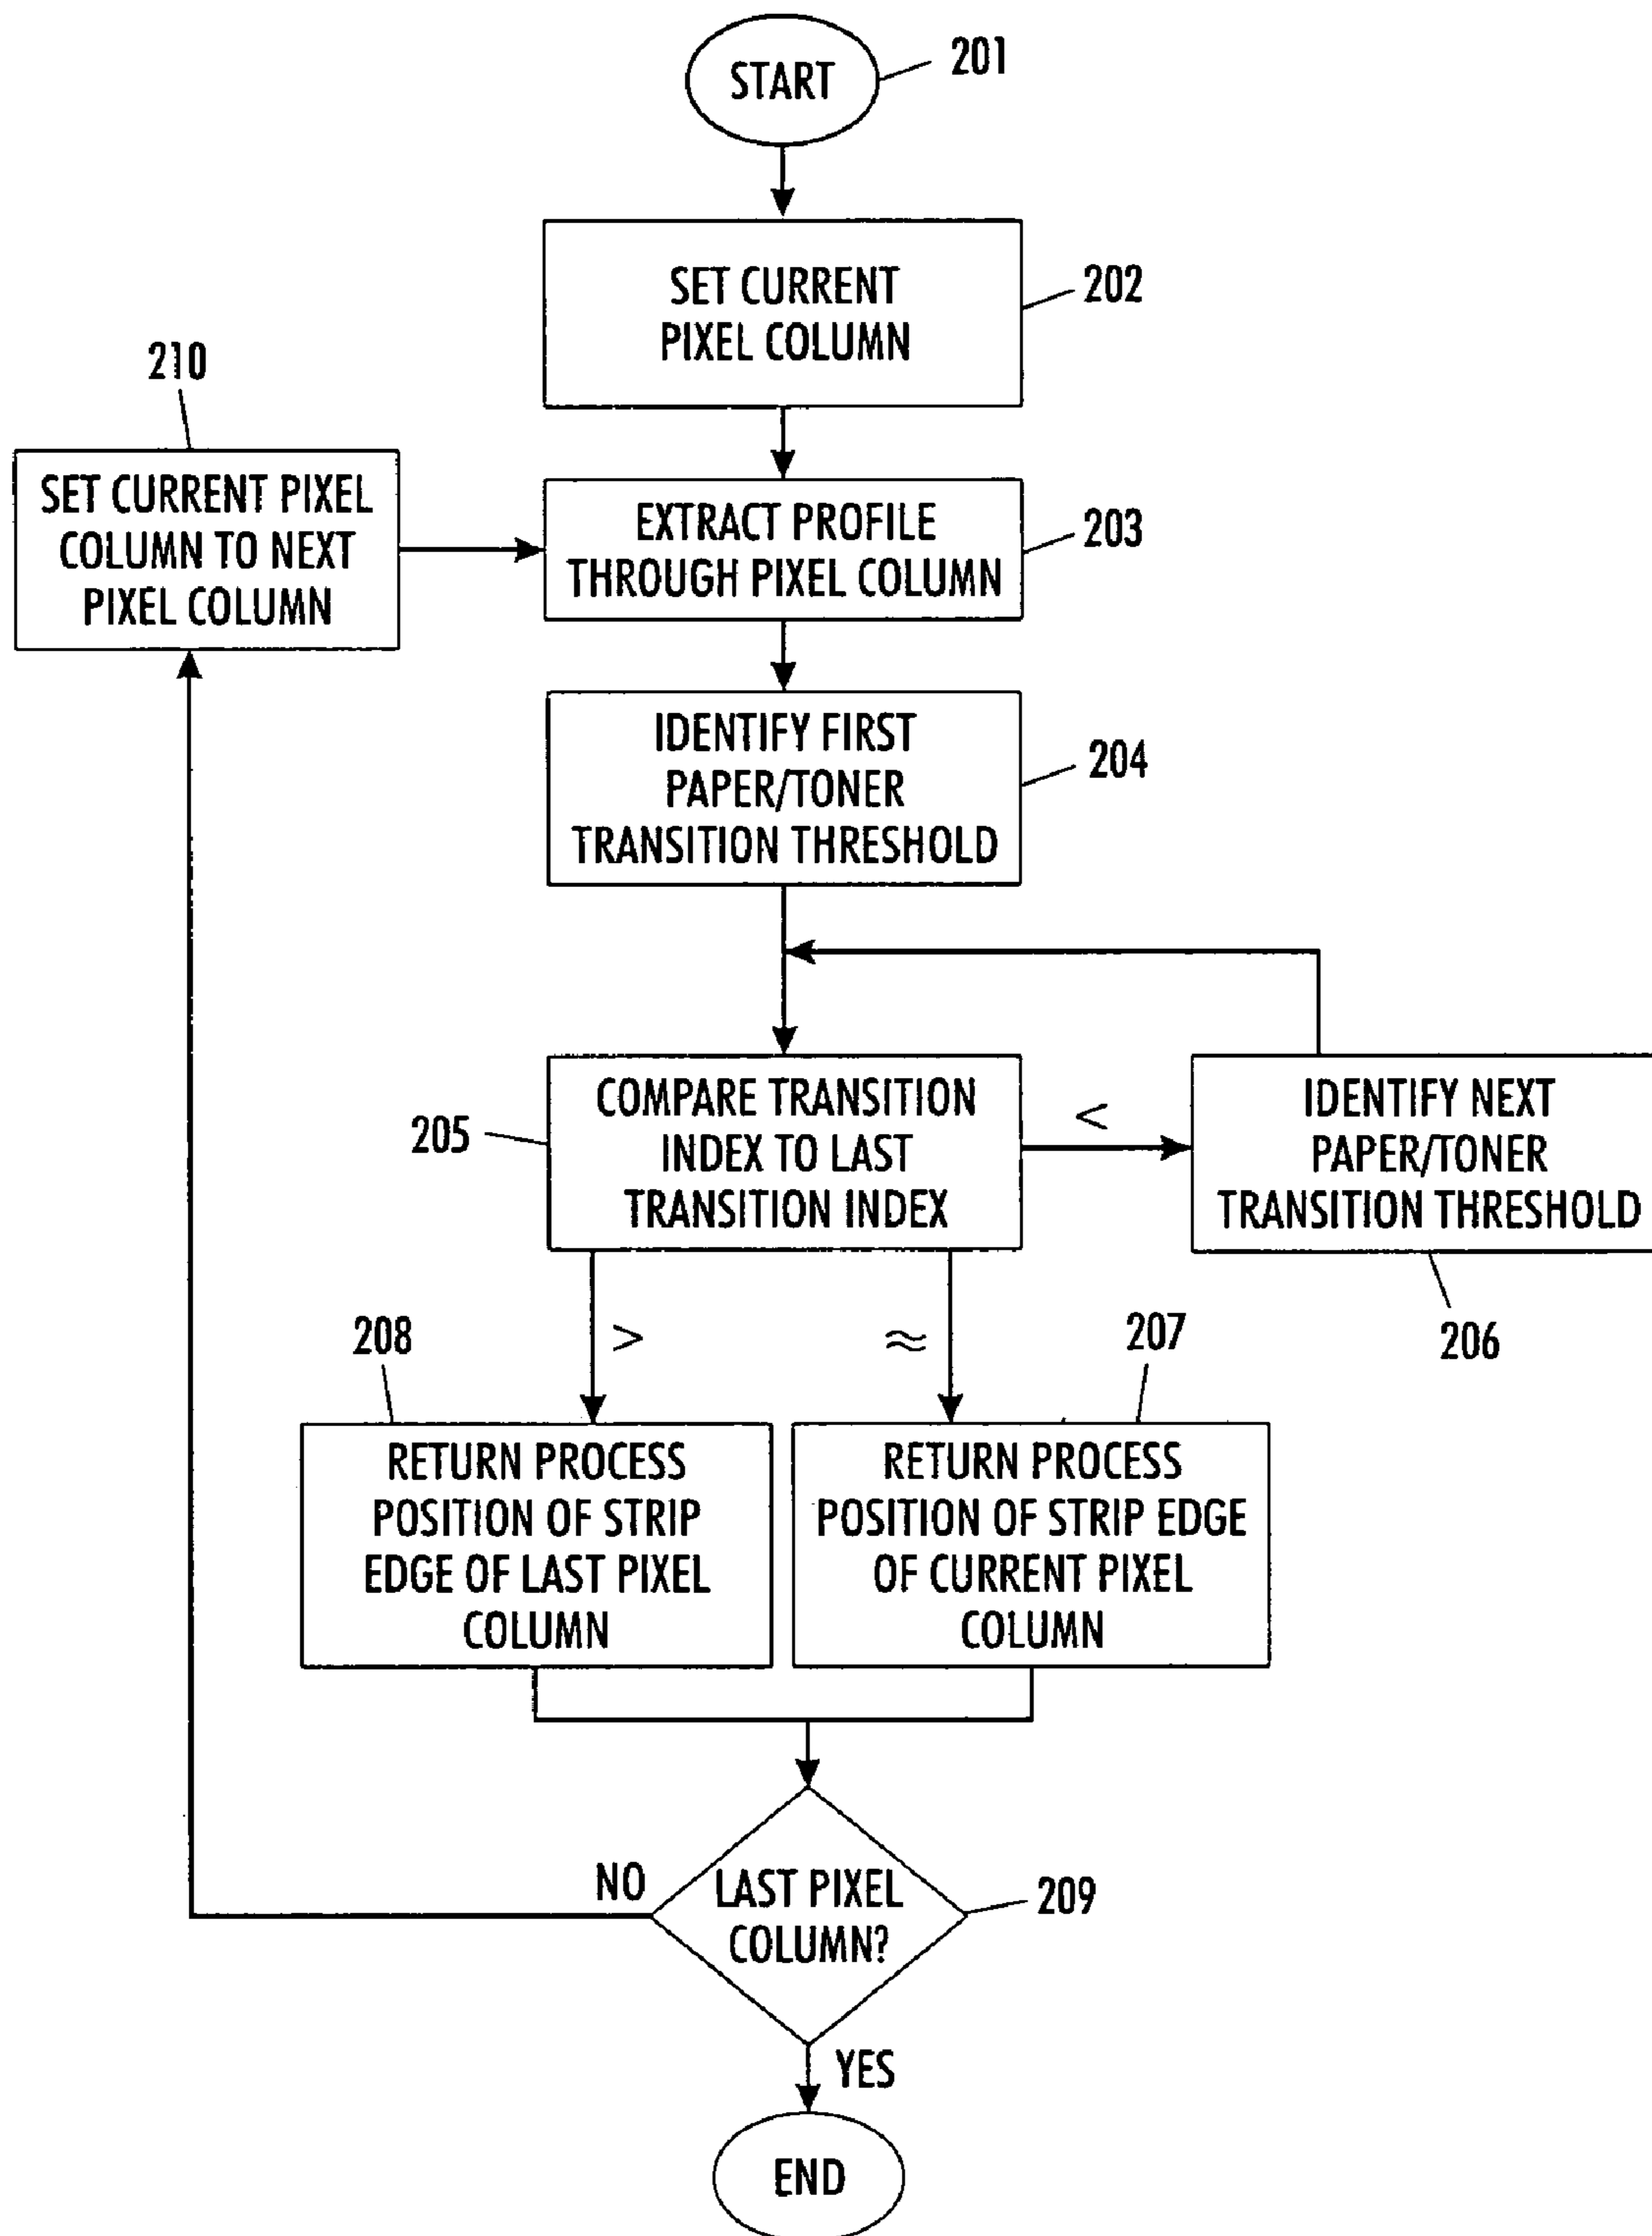 START
201
SET CURRENT
PIXEL COLUMN
202
210
SET CURRENT PIXEL
COLUMN TO NEXT
PIXEL COLUMN
EXTRACT PROFILE
THROUGH PIXEL COLUMN
203
IDENTIFY FIRST
PAPER/TONER
TRANSITION THRESHOLD
204
205
COMPARE TRANSITION
INDEX TO LAST
TRANSITION INDEX
<
IDENTIFY NEXT
PAPER/TONER
TRANSITION THRESHOLD
206
208
>
≈
207
RETURN PROCESS
POSITION OF STRIP
EDGE OF LAST PIXEL
COLUMN
RETURN PROCESS
POSITION OF STRIP EDGE
OF CURRENT PIXEL
COLUMN
NO
LAST PIXEL
COLUMN?
209
YES
END